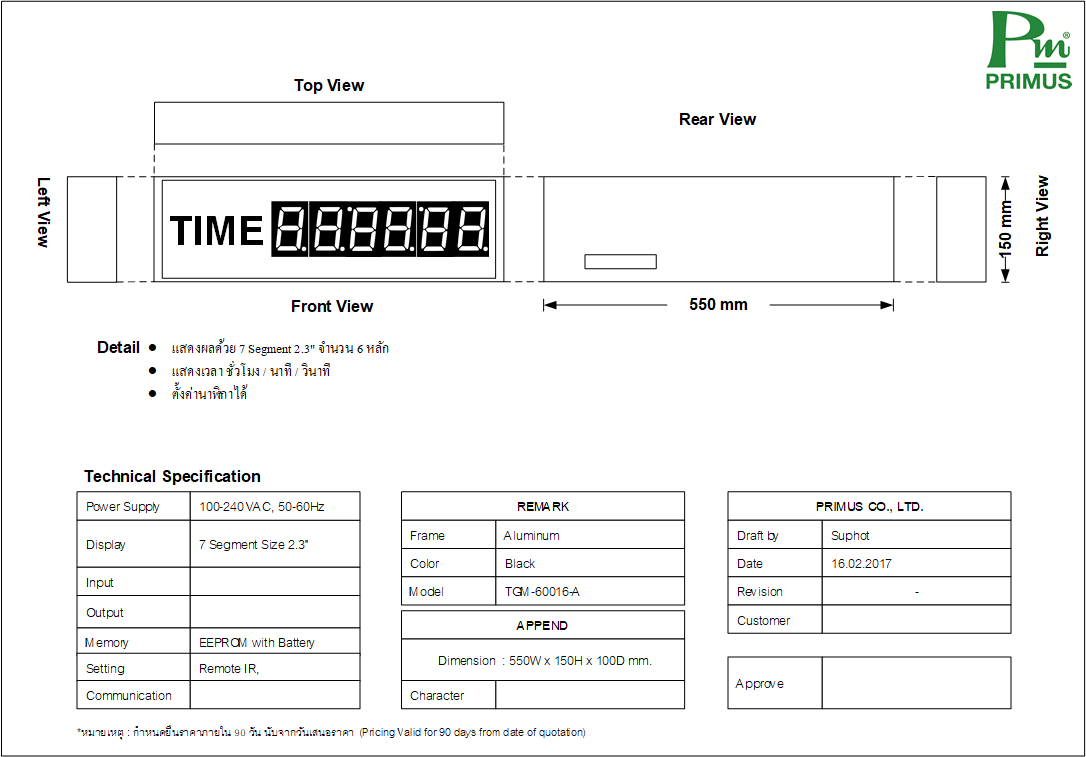 Pm®
PRIMUS
Top View
Rear View
Left View
TIME 8.8.8.8.8.8.
Right View
150 mm
Front View
550 mm
Detail
● แสดงผลด้วย 7 Segment 2.3" จำนวน 6 หลัก
● แสดงเวลา ชั่วโมง / นาที / วินาที
● ตั้งค่านาฬิกาได้
Technical Specification
Power Supply 100-240 VAC, 50-60Hz
Display 7 Segment Size 2.3"
Input
Output
Memory EEPROM with Battery
Setting Remote IR,
Communication
REMARK
Frame Aluminum
Color Black
Model TGM-60016-A
APPEND
Dimension : 550W x 150H x 100D mm.
Character
PRIMUS CO., LTD.
Draft by Suphot
Date 16.02.2017
Revision -
Customer
Approve
*หมายเหตุ : กำหนดยืนราคาภายใน 90 วัน นับจากวันเสนอราคา (Pricing Valid for 90 days from date of quotation)